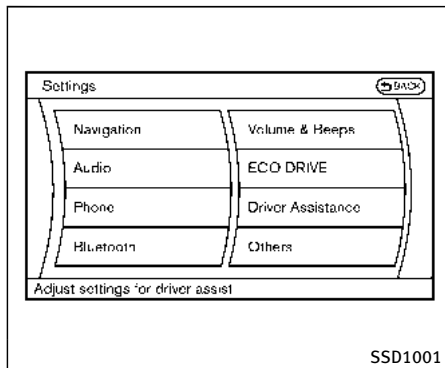 Settings
BACK
Navigation
Volume & Beeps
Audio
ECO DRIVE
Phone
Driver Assistance
Bluetooth
Others
Adjust settings for driver assist
SSD1001